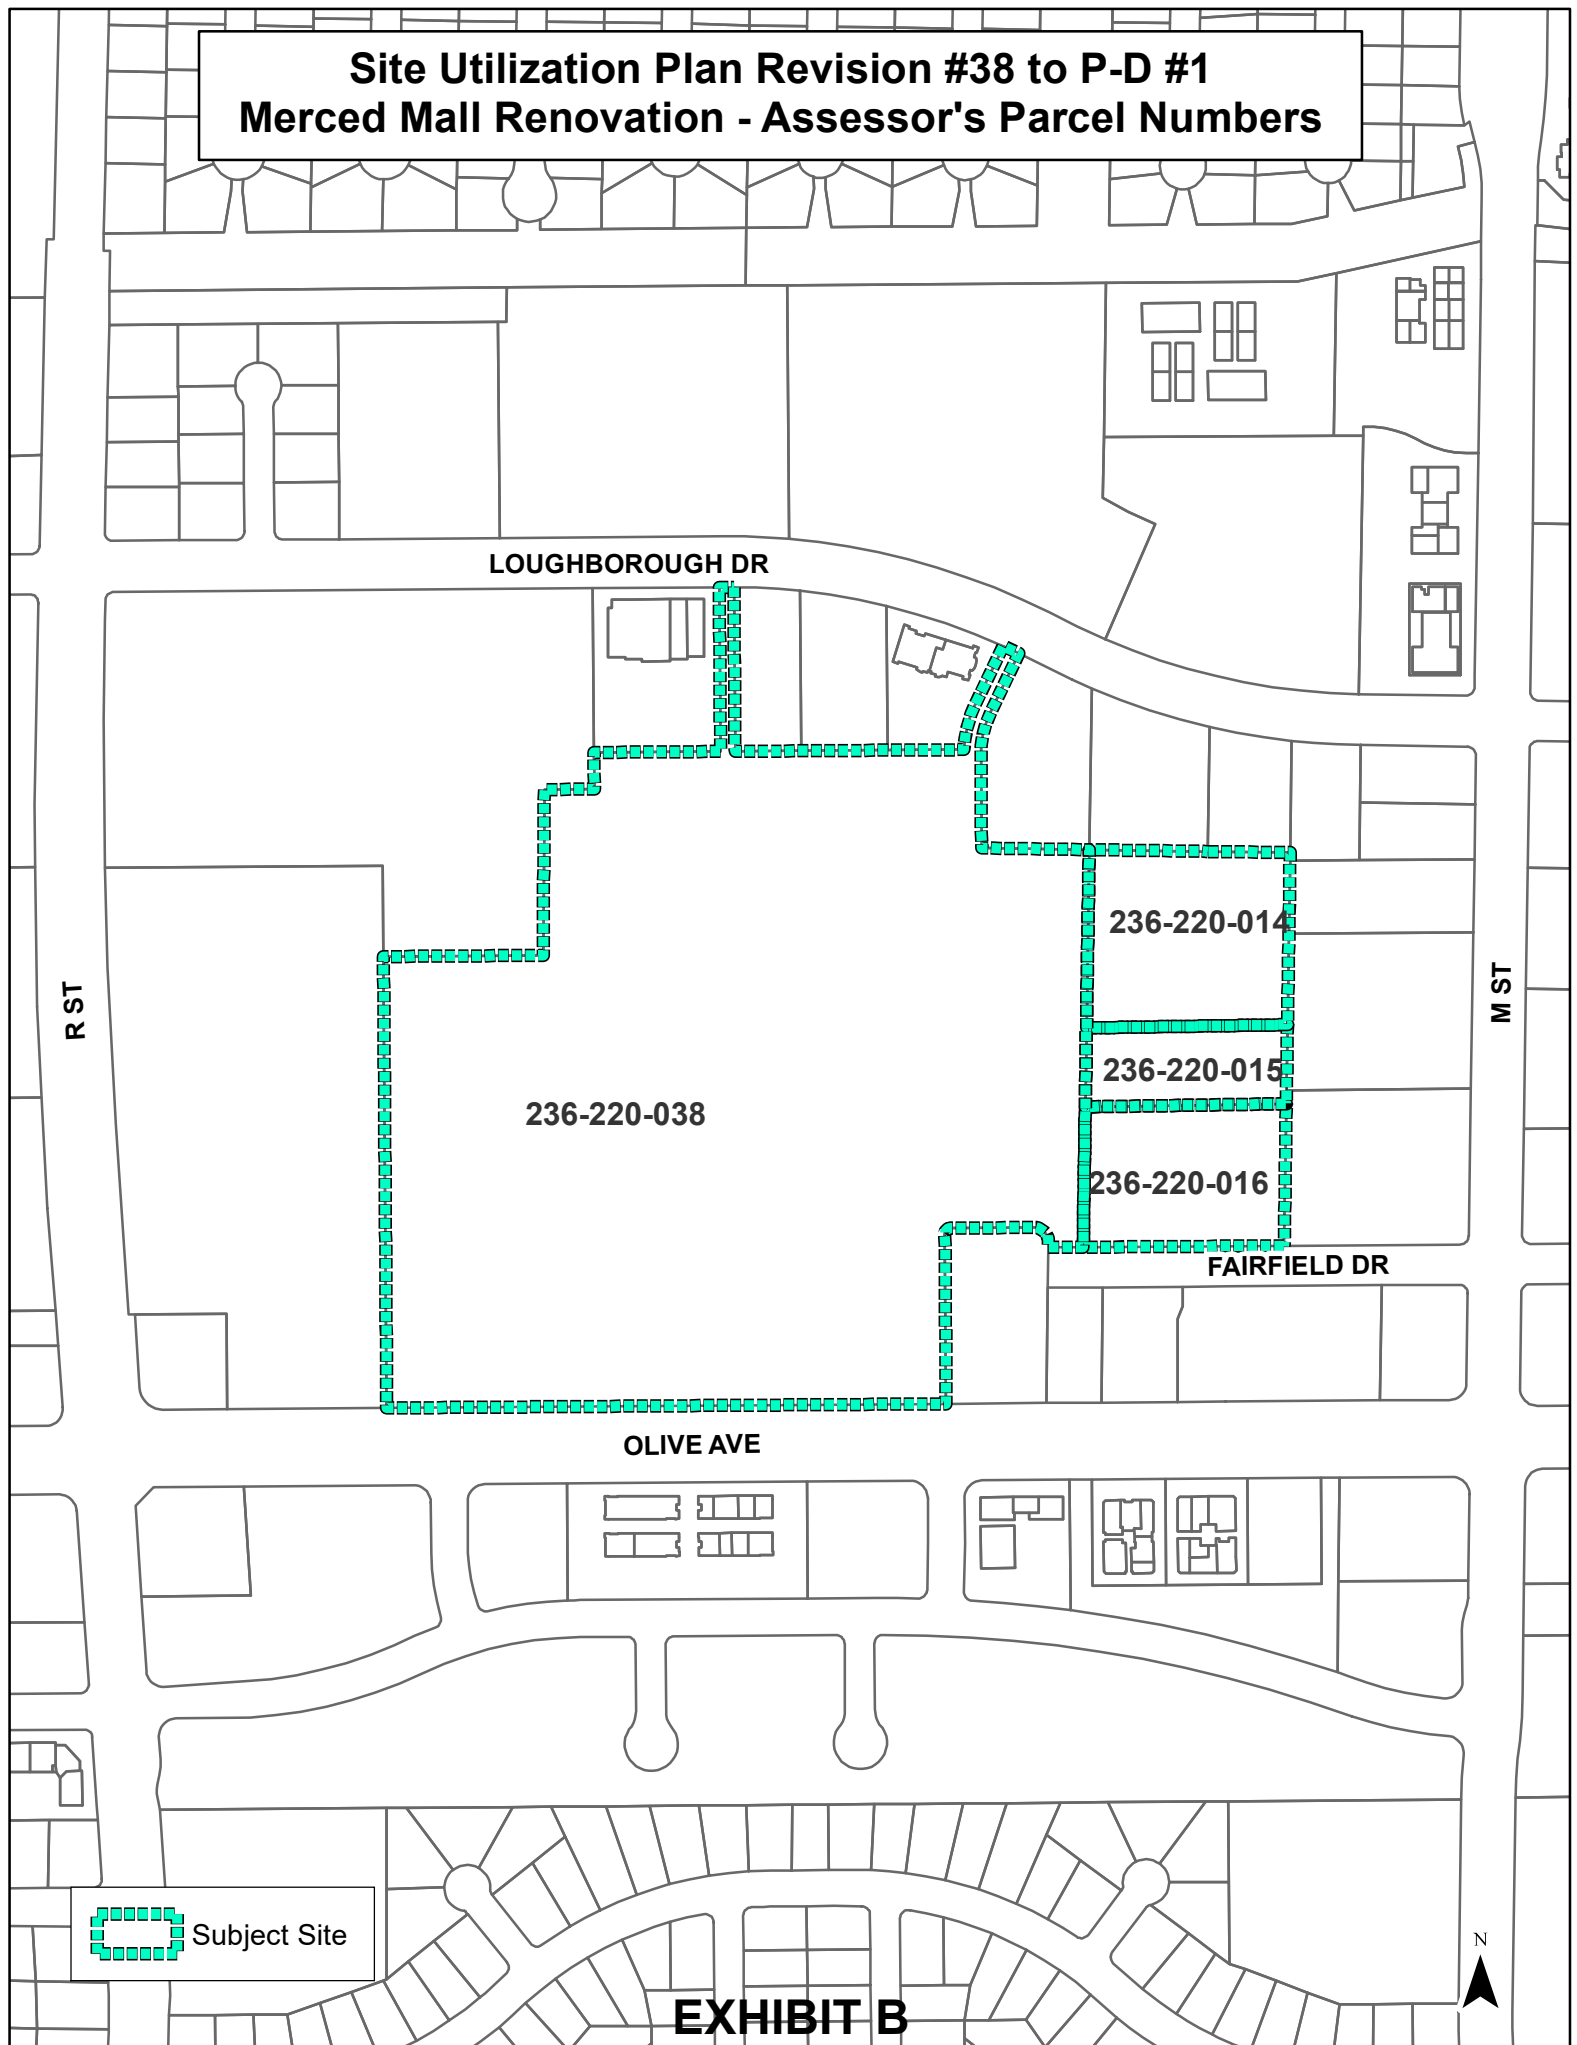 Site Utilization Plan Revision #38 to P-D #1
Merced Mall Renovation - Assessor's Parcel Numbers
LOUGHBOROUGH DR
236-220-014
R ST
M ST
236-220-015
236-220-038
236-220-016
FAIRFIELD DR
OLIVE AVE
Subject Site
N
EXHIBIT B